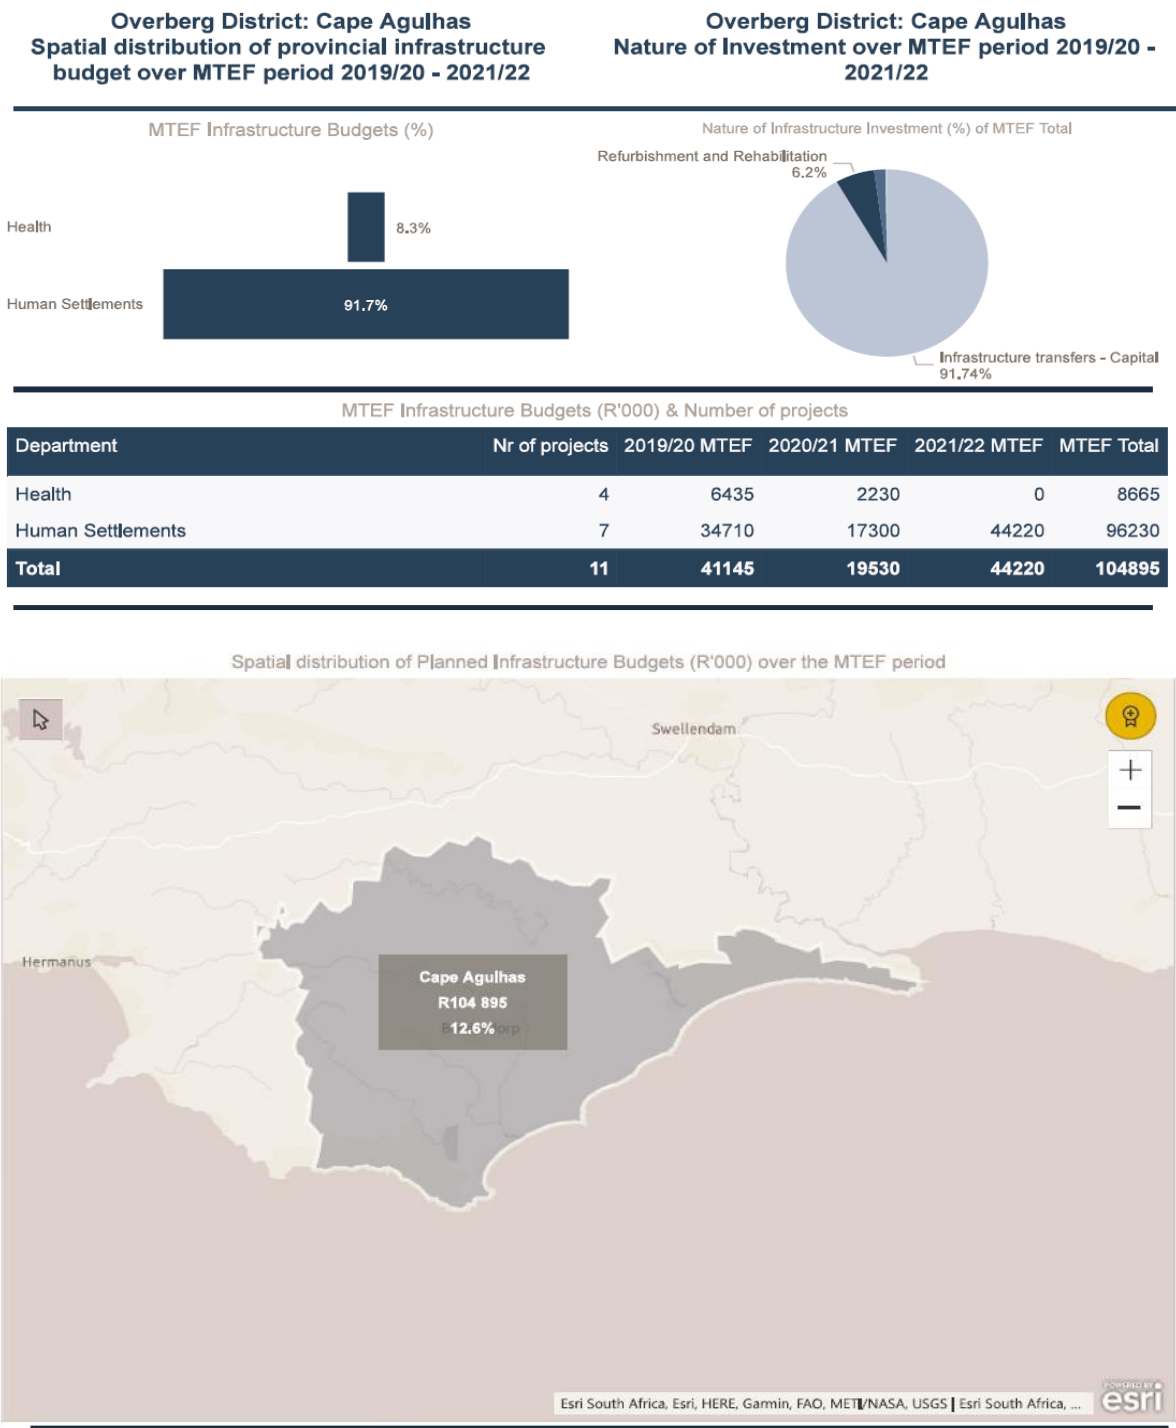 Overberg District: Cape Agulhas
Spatial distribution of provincial infrastructure
budget over MTEF period 2019/20 - 2021/22
Overberg District: Cape Agulhas
Nature of Investment over MTEF period 2019/20 -
2021/22
MTEF Infrastructure Budgets (%)
Health
8.3%
Human Settlements
91.7%
Nature of Infrastructure Investment (%) of MTEF Total
Refurbishment and Rehabilitation
6.2%
Infrastructure transfers - Capital
91.74%
MTEF Infrastructure Budgets (R'000) & Number of projects
Department Nr of projects 2019/20 MTEF 2020/21 MTEF 2021/22 MTEF MTEF Total
Health 4 6435 2230 0 8665
Human Settlements 7 34710 17300 44220 96230
Total 11 41145 19530 44220 104895
Spatial distribution of Planned Infrastructure Budgets (R'000) over the MTEF period
Swellendam
Hermanus
Cape Agulhas
R104 895
12.6%
Esri South Africa, Esri, HERE, Garmin, FAO, METI/NASA, USGS | Esri South Africa, ...
POWERED BY
esri